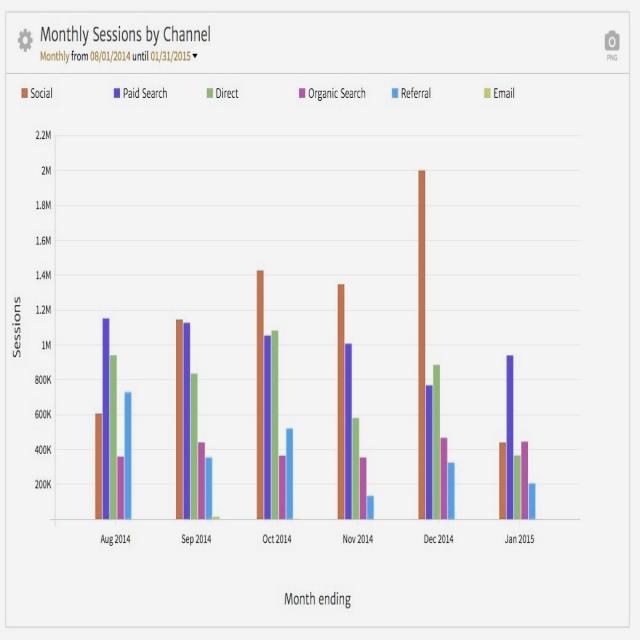 Monthly Sessions by Channel
Monthly from 08/01/2014 until 01/31/2015
PNG
Social Paid Search Direct Organic Search Referral Email
2.2M
2M
1.8M
1.6M
1.4M
1.2M
1M
800K
600K
400K
200K
Sessions
Aug 2014 Sep 2014 Oct 2014 Nov 2014 Dec 2014 Jan 2015
Month ending